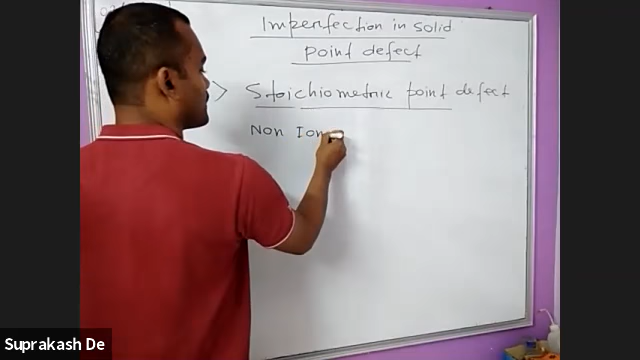 Imperfection in solid
point defect
> Stoichiometric point defect
Non Ion
Suprakash De